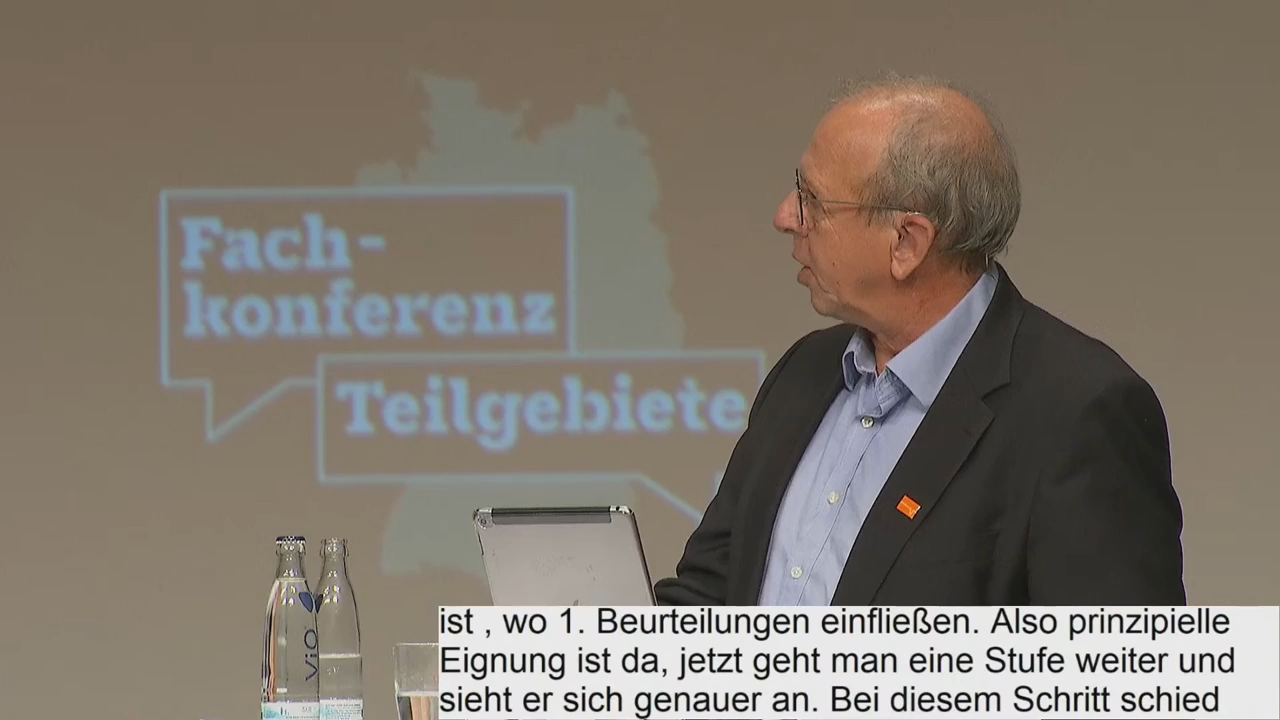 Fach-
konferenz
Teilgebiete
ViO
ist , wo 1. Beurteilungen einfließen. Also prinzipielle
Eignung ist da, jetzt geht man eine Stufe weiter und
sieht er sich genauer an. Bei diesem Schritt schied